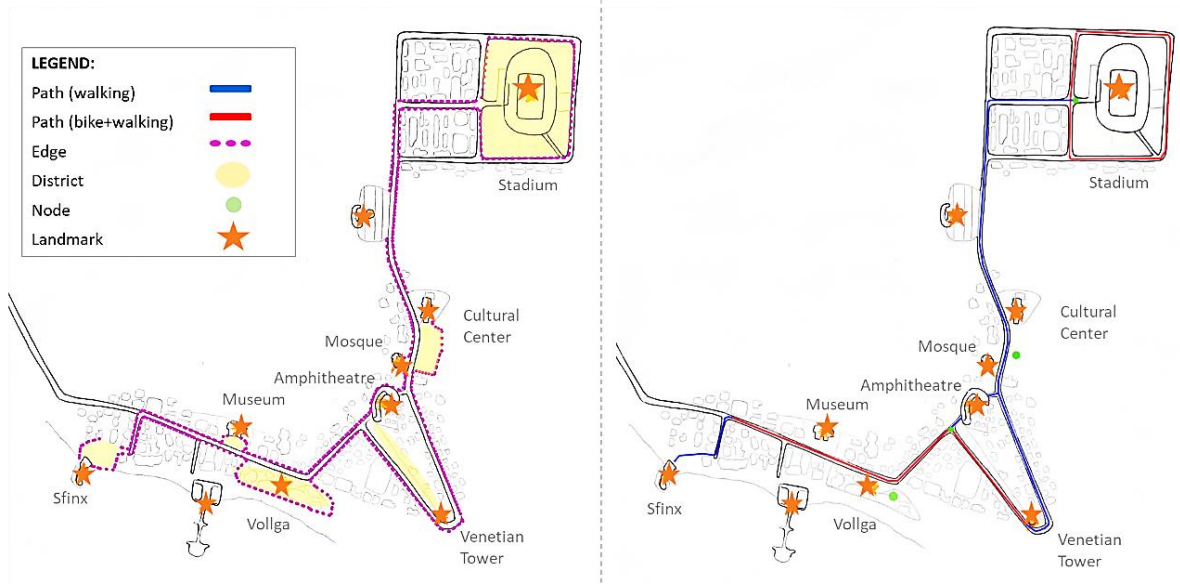 LEGEND:
Path (walking)
Path (bike+walking)
Edge
District
Node
Landmark
Stadium
Cultural
Center
Mosque
Amphitheatre
Museum
Sfinx
Vollga
Venetian
Tower
Stadium
Cultural
Center
Mosque
Amphitheatre
Museum
Sfinx
Vollga
Venetian
Tower